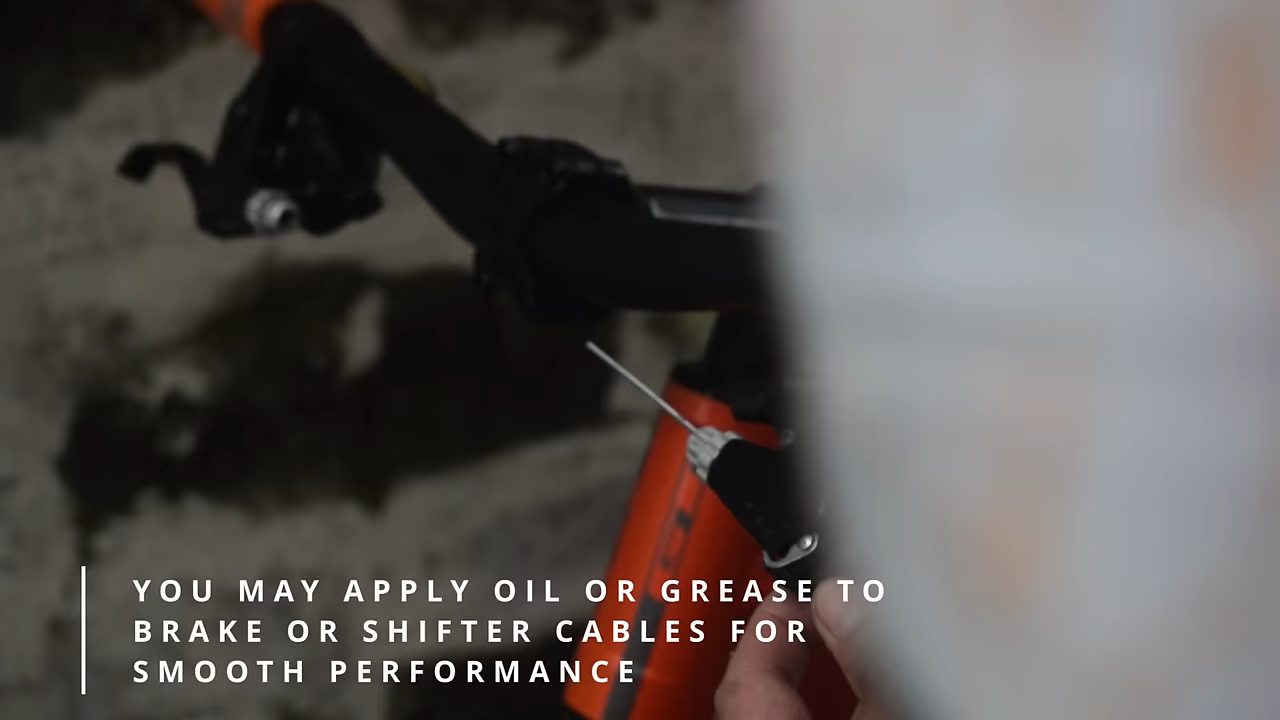 YOU MAY APPLY OIL OR GREASE TO
BRAKE OR SHIFTER CABLES FOR
SMOOTH PERFORMANCE